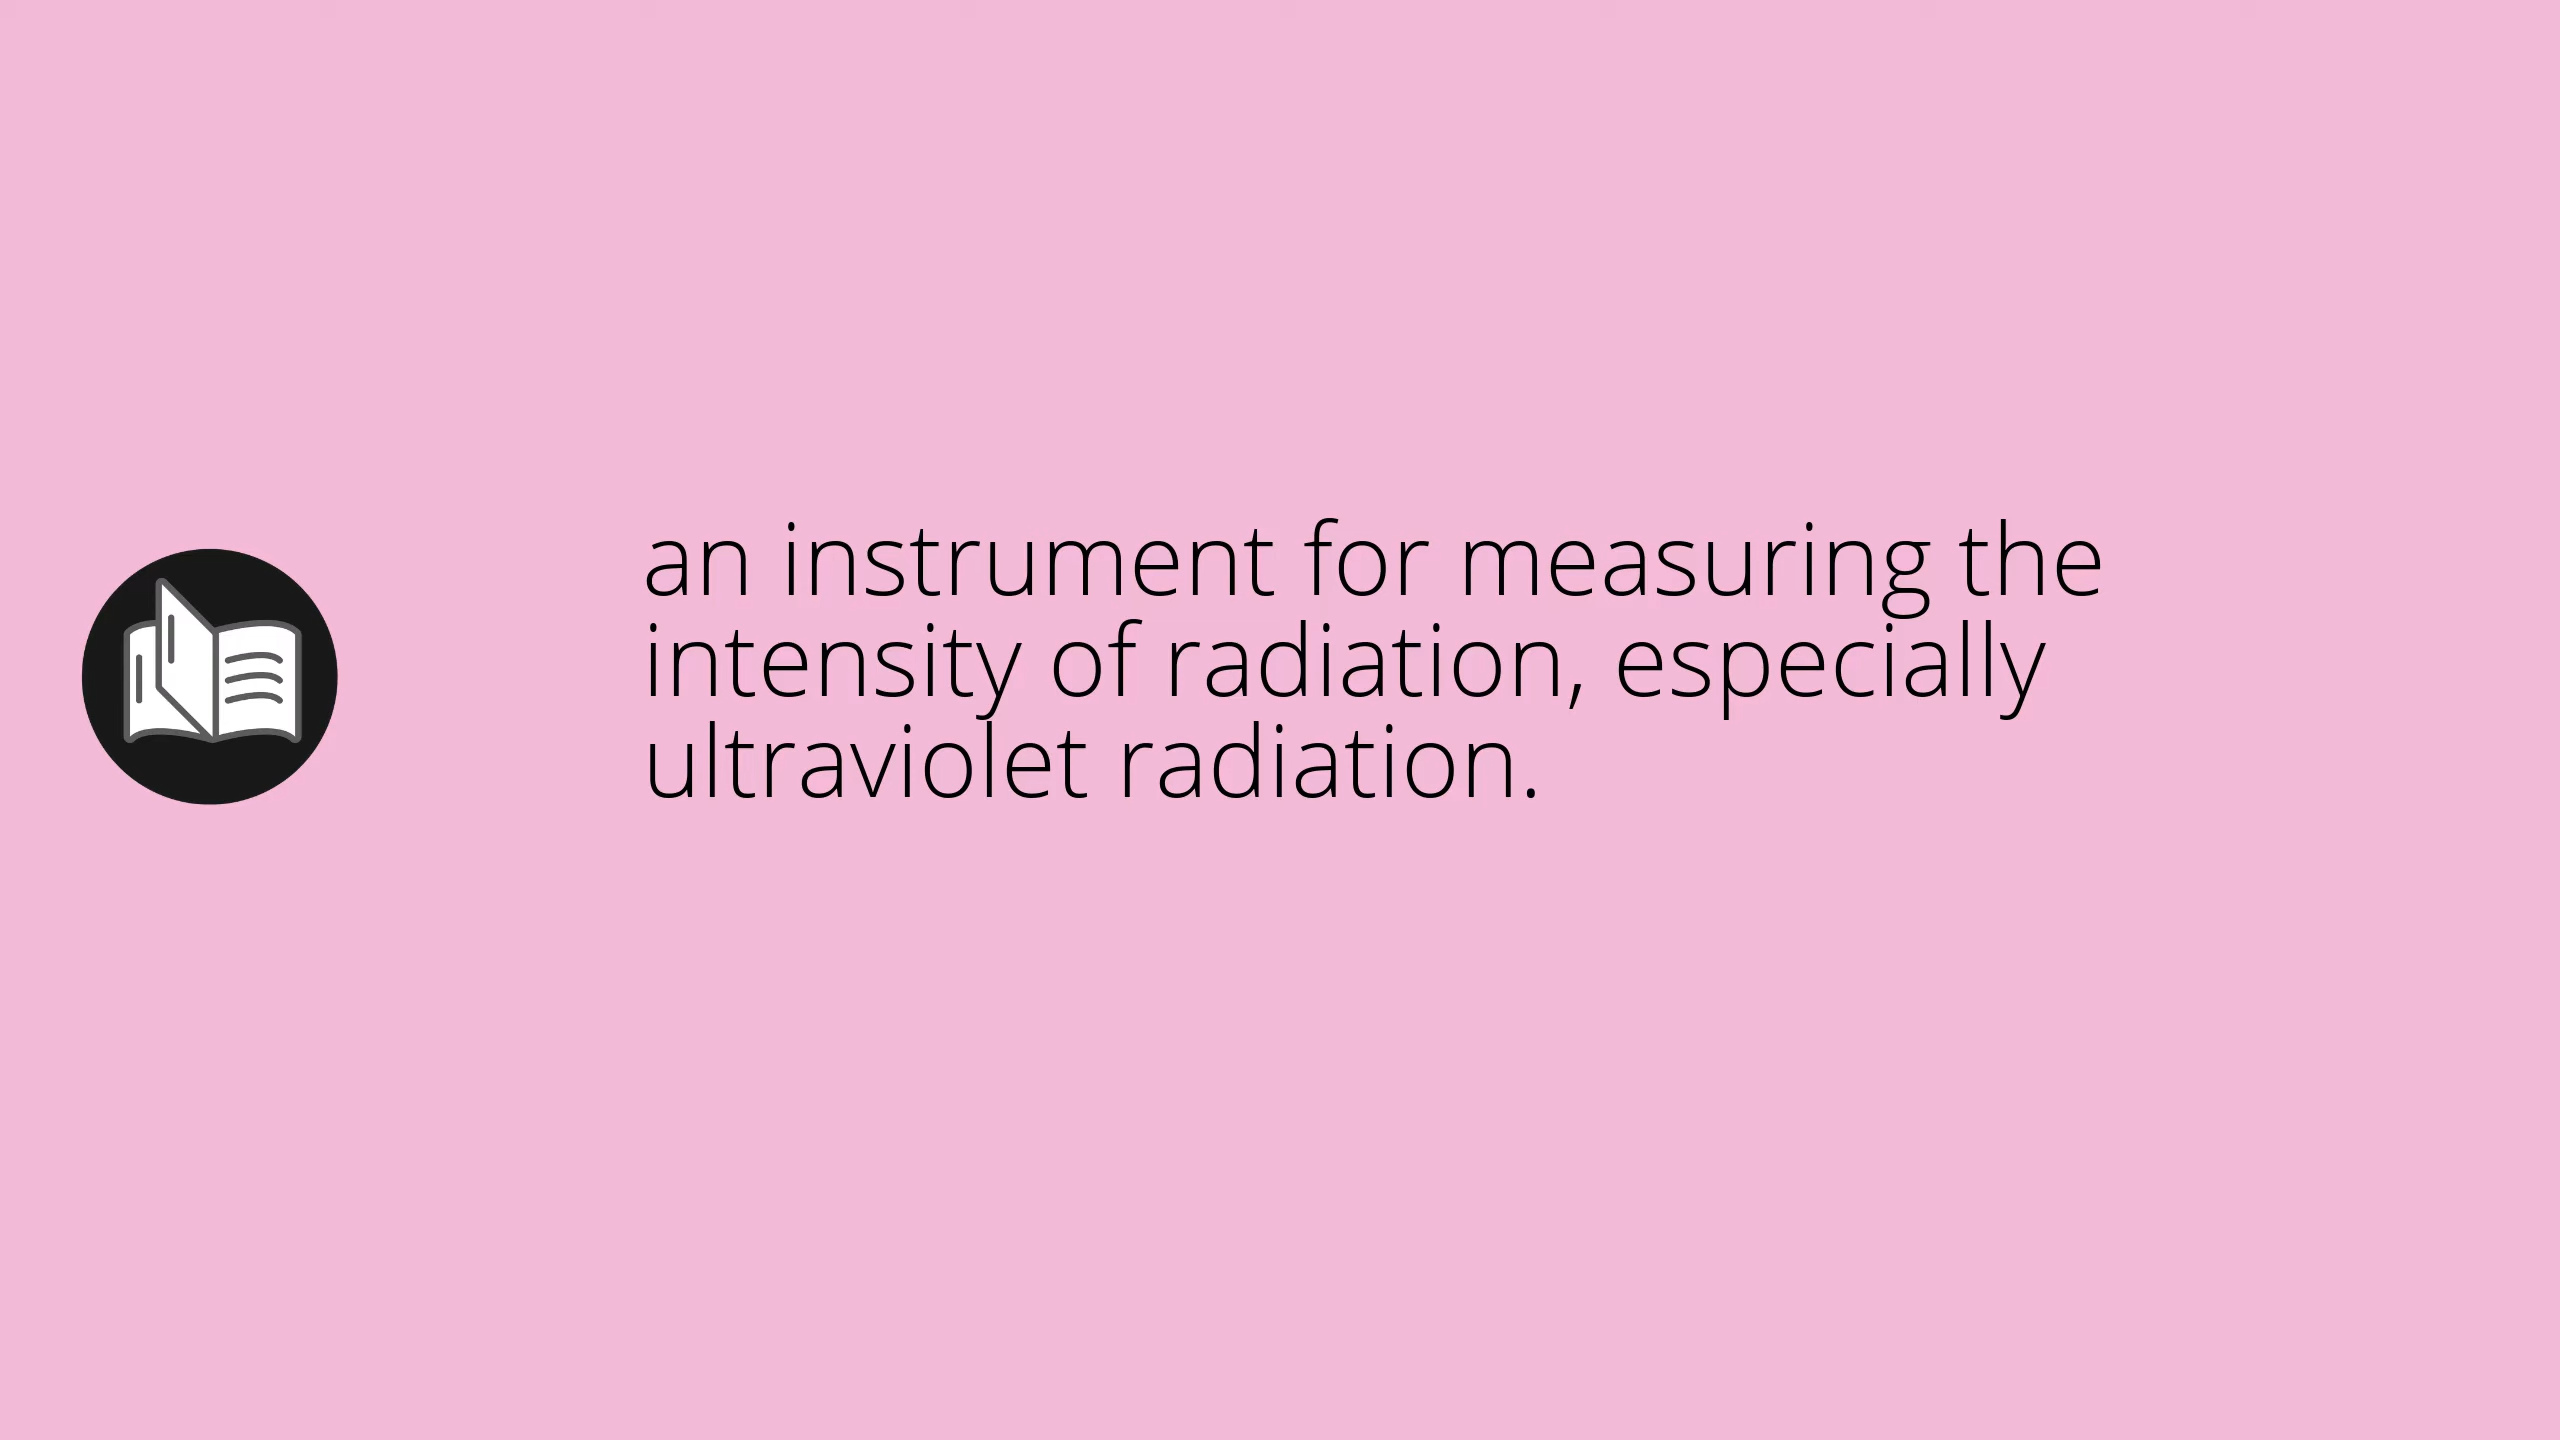 an instrument for measuring the
intensity of radiation, especially
ultraviolet radiation.